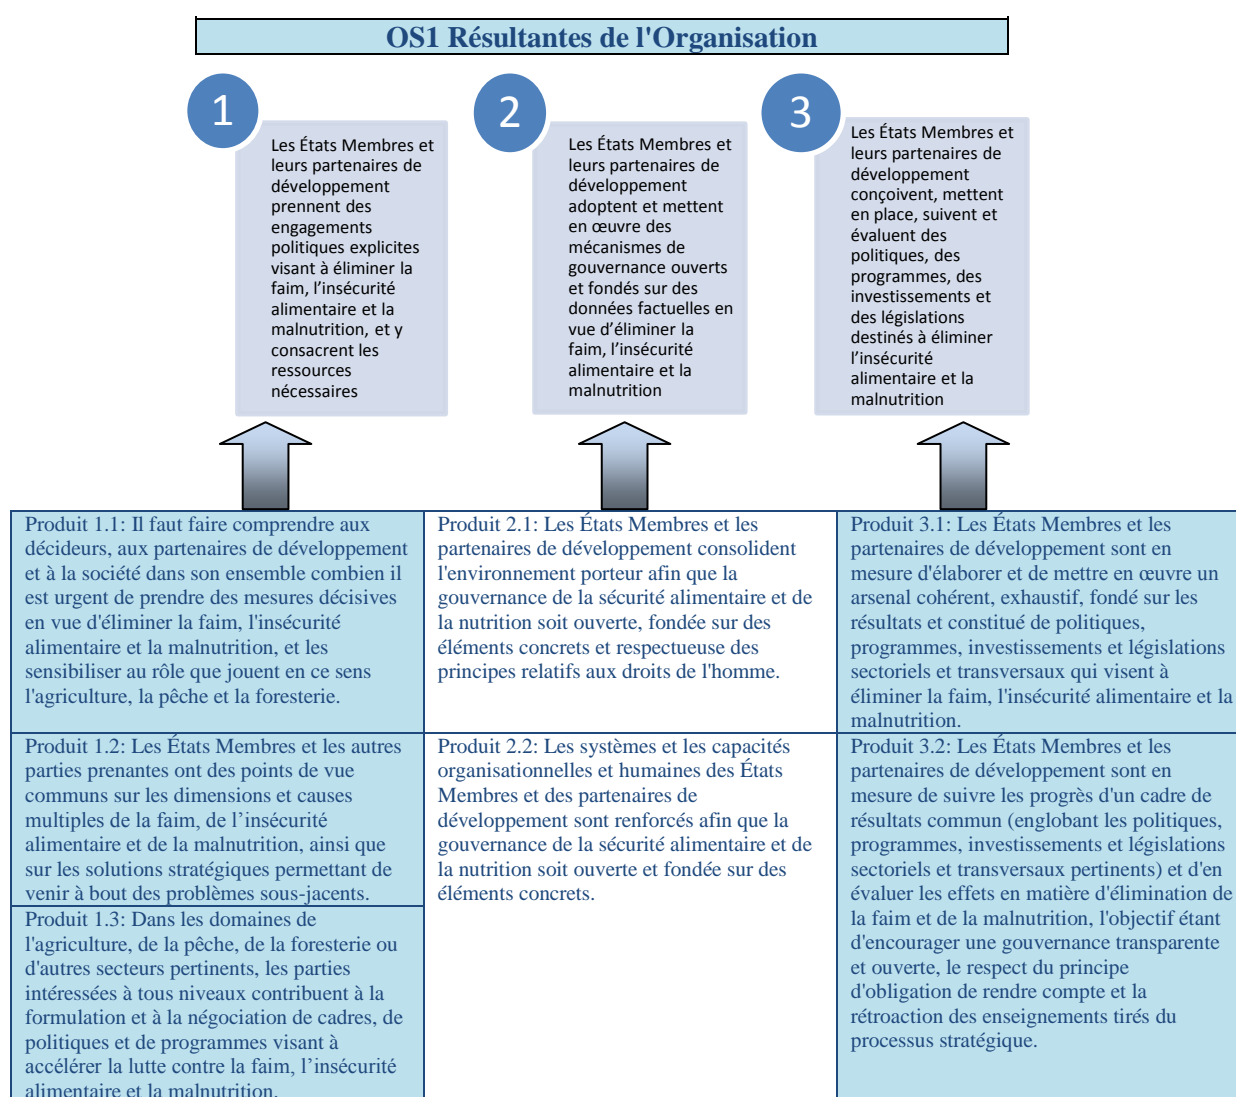 OS1 Résultantes de l'Organisation
1
Les États Membres et
leurs partenaires de
développement
prennent des
engagements
politiques explicites
visant à éliminer la
faim, l’insécurité
alimentaire et la
malnutrition, et y
consacrent les
ressources
nécessaires
2
Les États Membres et
leurs partenaires de
développement
adoptent et mettent
en œuvre des
mécanismes de
gouvernance ouverts
et fondés sur des
données factuelles en
vue d’éliminer la
faim, l’insécurité
alimentaire et la
malnutrition
3
Les États Membres et
leurs partenaires de
développement
conçoivent, mettent
en place, suivent et
évaluent des
politiques, des
programmes, des
investissements et
des législations
destinés à éliminer
l’insécurité
alimentaire et la
malnutrition
Produit 1.1: Il faut faire comprendre aux
décideurs, aux partenaires de développement
et à la société dans son ensemble combien il
est urgent de prendre des mesures décisives
en vue d'éliminer la faim, l'insécurité
alimentaire et la malnutrition, et les
sensibiliser au rôle que jouent en ce sens
l'agriculture, la pêche et la foresterie.
Produit 2.1: Les États Membres et les
partenaires de développement consolident
l'environnement porteur afin que la
gouvernance de la sécurité alimentaire et de
la nutrition soit ouverte, fondée sur des
éléments concrets et respectueuse des
principes relatifs aux droits de l'homme.
Produit 3.1: Les États Membres et les
partenaires de développement sont en
mesure d'élaborer et de mettre en œuvre un
arsenal cohérent, exhaustif, fondé sur les
résultats et constitué de politiques,
programmes, investissements et législations
sectoriels et transversaux qui visent à
éliminer la faim, l'insécurité alimentaire et la
malnutrition.
Produit 1.2: Les États Membres et les autres
parties prenantes ont des points de vue
communs sur les dimensions et causes
multiples de la faim, de l’insécurité
alimentaire et de la malnutrition, ainsi que
sur les solutions stratégiques permettant de
venir à bout des problèmes sous-jacents.
Produit 2.2: Les systèmes et les capacités
organisationnelles et humaines des États
Membres et des partenaires de
développement sont renforcés afin que la
gouvernance de la sécurité alimentaire et de
la nutrition soit ouverte et fondée sur des
éléments concrets.
Produit 3.2: Les États Membres et les
partenaires de développement sont en
mesure de suivre les progrès d'un cadre de
résultats commun (englobant les politiques,
programmes, investissements et législations
sectoriels et transversaux pertinents) et d'en
évaluer les effets en matière d'élimination de
la faim et de la malnutrition, l'objectif étant
d'encourager une gouvernance transparente
et ouverte, le respect du principe
d'obligation de rendre compte et la
rétroaction des enseignements tirés du
processus stratégique.
Produit 1.3: Dans les domaines de
l'agriculture, de la pêche, de la foresterie ou
d'autres secteurs pertinents, les parties
intéressées à tous niveaux contribuent à la
formulation et à la négociation de cadres, de
politiques et de programmes visant à
accélérer la lutte contre la faim, l’insécurité
alimentaire et la malnutrition.